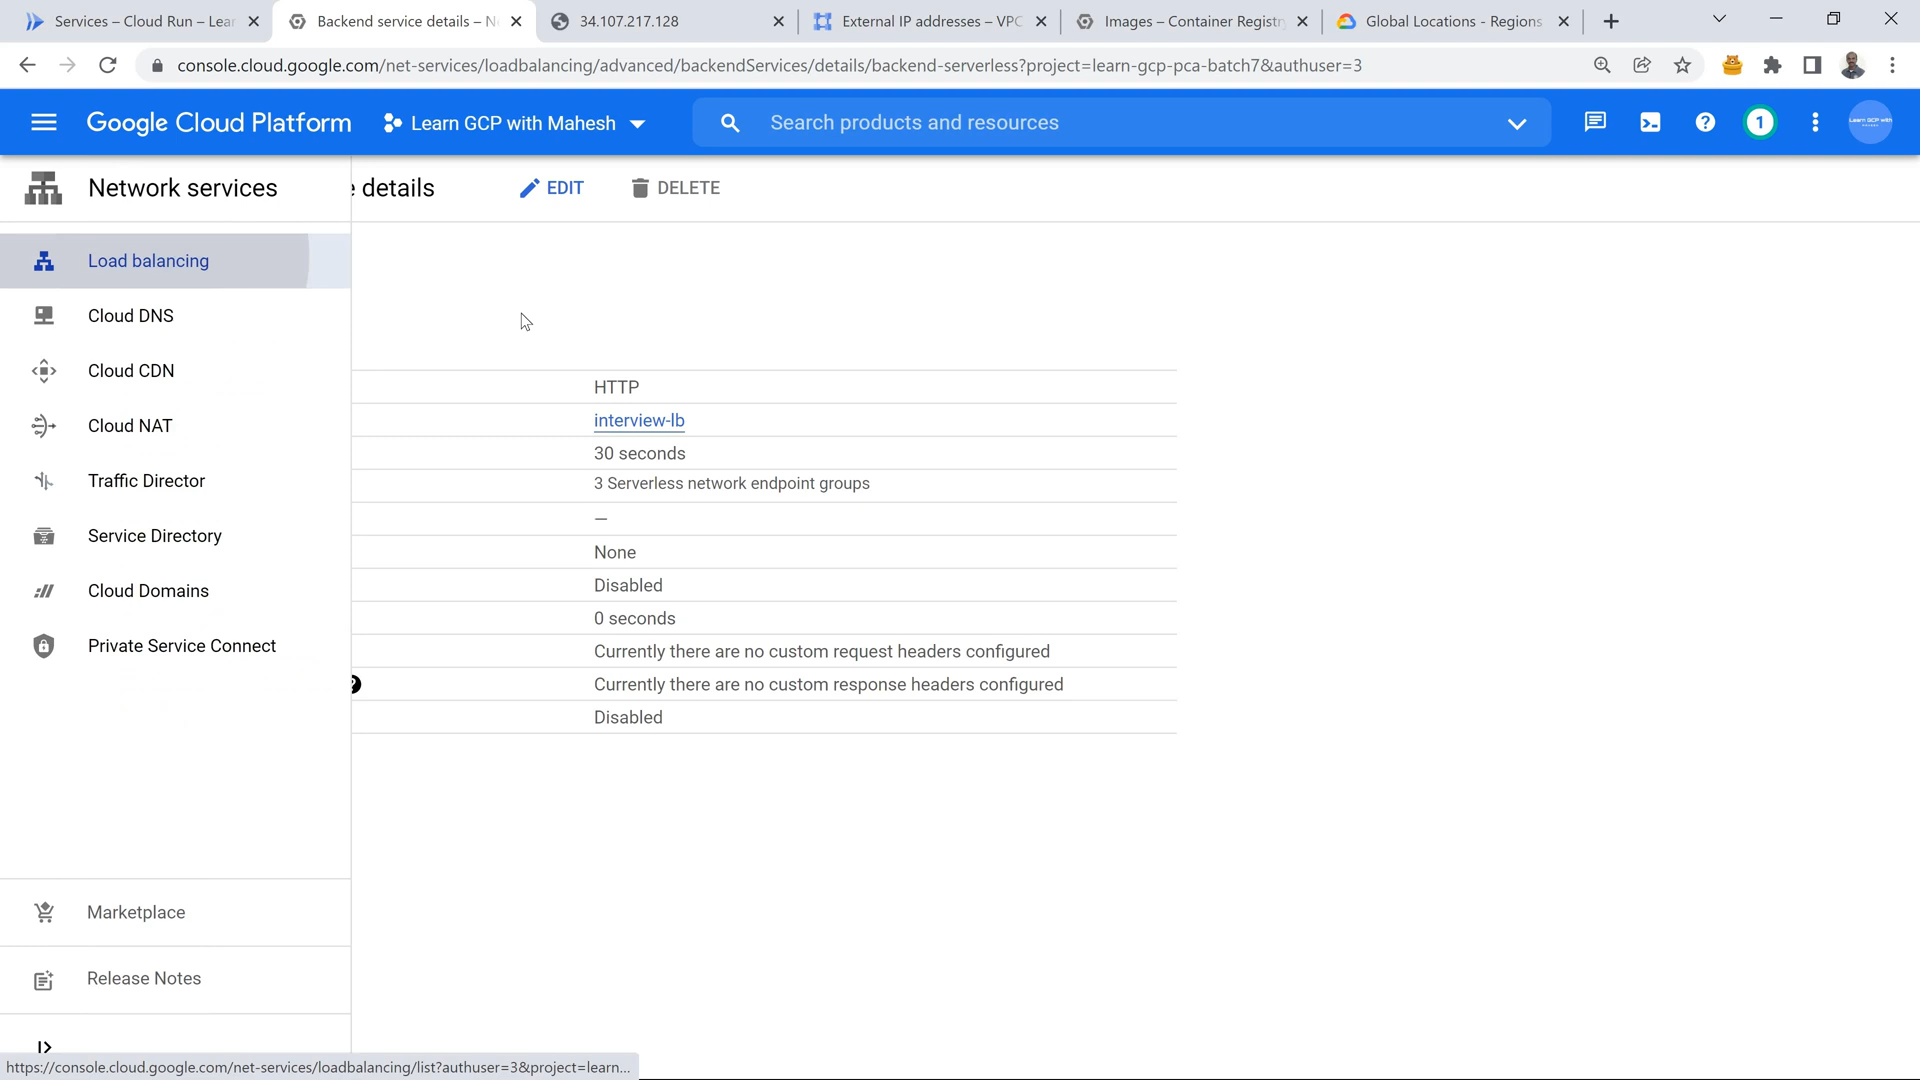 Services – Cloud Run – Lear
Backend service details – Ne
34.107.217.128
External IP addresses – VPC
Images – Container Registr
Global Locations - Regions
console.cloud.google.com/net-services/loadbalancing/advanced/backendServices/details/backend-serverless?project=learn-gcp-pca-batch7&authuser=3
Google Cloud Platform
Learn GCP with Mahesh
Search products and resources
1
Learn GCP with
Network services
e details
EDIT
DELETE
Load balancing
Cloud DNS
Cloud CDN
Cloud NAT
Traffic Director
Service Directory
Cloud Domains
Private Service Connect
HTTP
interview-lb
30 seconds
3 Serverless network endpoint groups
—
None
Disabled
0 seconds
Currently there are no custom request headers configured
Currently there are no custom response headers configured
Disabled
Marketplace
Release Notes
https://console.cloud.google.com/net-services/loadbalancing/list?authuser=3&project=learn...